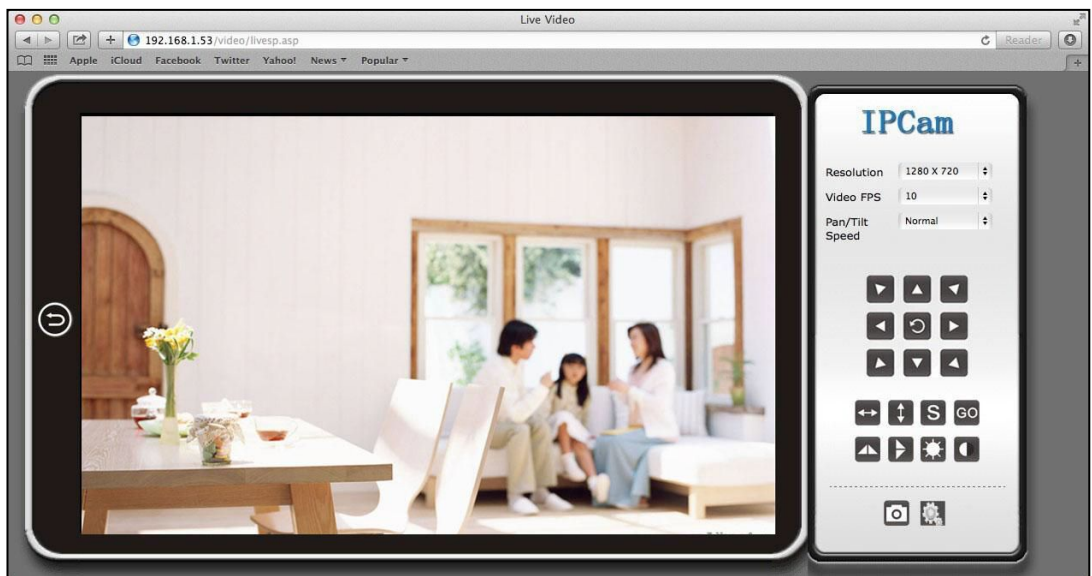 Live Video
192.168.1.53/video/livesp.asp
Reader
Apple iCloud Facebook Twitter Yahoo! News Popular
IPCam
Resolution 1280 X 720
Video FPS 10
Pan/Tilt Speed Normal
S GO